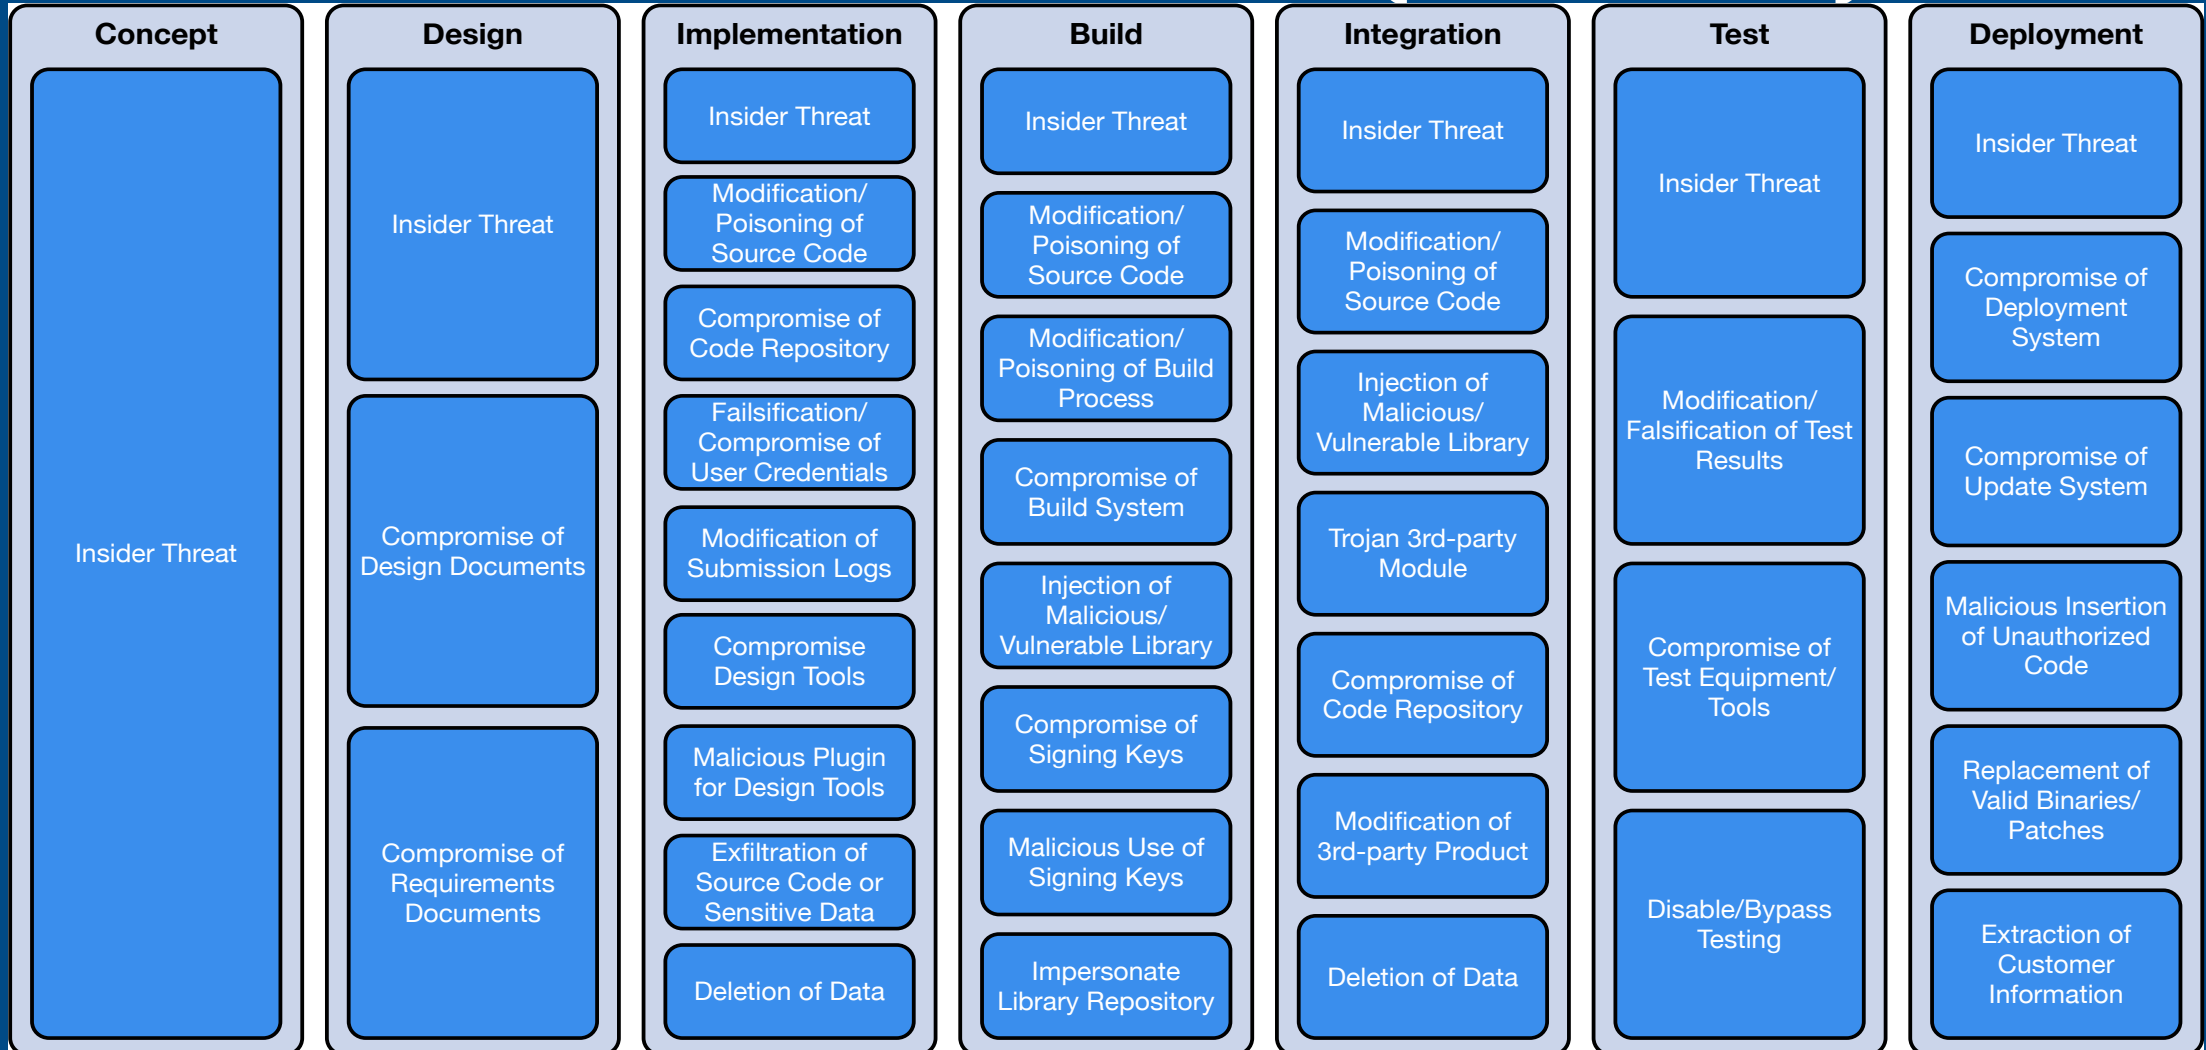 Concept
Insider Threat
Design
Insider Threat
Compromise of
Design Documents
Compromise of
Requirements
Documents
Implementation
Insider Threat
Modification/
Poisoning of
Source Code
Compromise of
Code Repository
Failsification/
Compromise of
User Credentials
Modification of
Submission Logs
Compromise
Design Tools
Malicious Plugin
for Design Tools
Exfiltration of
Source Code or
Sensitive Data
Deletion of Data
Build
Insider Threat
Modification/
Poisoning of
Source Code
Modification/
Poisoning of Build
Process
Compromise of
Build System
Injection of
Malicious/
Vulnerable Library
Compromise of
Signing Keys
Malicious Use of
Signing Keys
Impersonate
Library Repository
Integration
Insider Threat
Modification/
Poisoning of
Source Code
Injection of
Malicious/
Vulnerable Library
Trojan 3rd-party
Module
Compromise of
Code Repository
Modification of
3rd-party Product
Deletion of Data
Test
Insider Threat
Modification/
Falsification of Test
Results
Compromise of
Test Equipment/
Tools
Disable/Bypass
Testing
Deployment
Insider Threat
Compromise of
Deployment
System
Compromise of
Update System
Malicious Insertion
of Unauthorized
Code
Replacement of
Valid Binaries/
Patches
Extraction of
Customer
Information